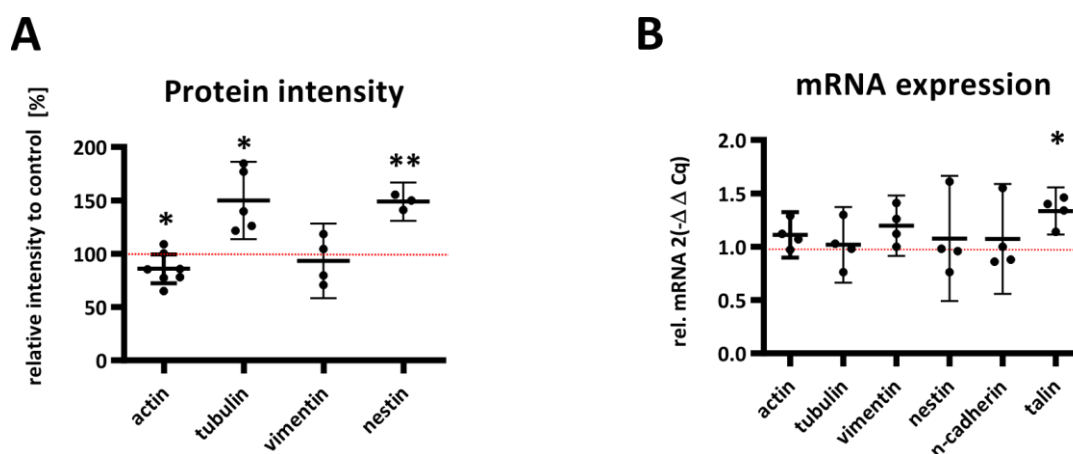 A
Protein intensity
relative intensity to control [%]
200
150
100
50
0
*
*
**
actin
tubulin
vimentin
nestin
B
mRNA expression
rel. mRNA 2(-Δ Δ Cq)
2.0
1.5
1.0
0.5
0.0
*
actin
tubulin
vimentin
nestin
n-cadherin
talin